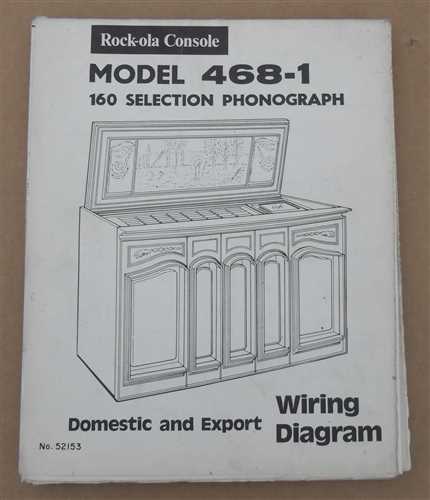 Rock-ola Console
MODEL 468-1
160 SELECTION PHONOGRAPH
Domestic and Export
Wiring
Diagram
No. 52153